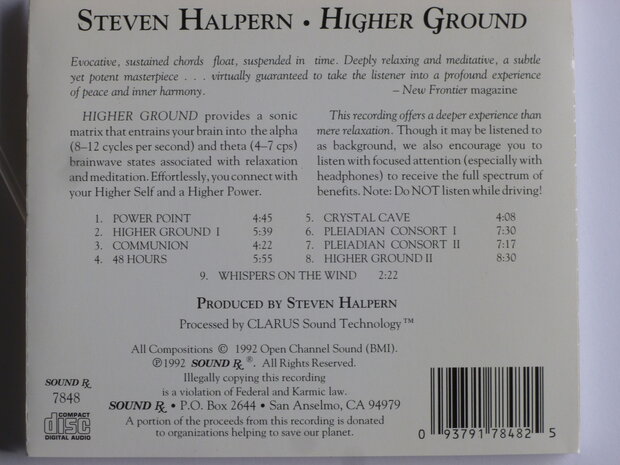 STEVEN HALPERN • HIGHER GROUND
Evocative, sustained chords float, suspended in time. Deeply relaxing and meditative, a subtle
yet potent masterpiece . . . virtually guaranteed to take the listener into a profound experience
of peace and inner harmony. – New Frontier magazine
HIGHER GROUND provides a sonic
matrix that entrains your brain into the alpha
(8–12 cycles per second) and theta (4–7 cps)
brainwave states associated with relaxation
and meditation. Effortlessly, you connect with
your Higher Self and a Higher Power.
This recording offers a deeper experience than
mere relaxation. Though it may be listened to
as background, we also encourage you to
listen with focused attention (especially with
headphones) to receive the full spectrum of
benefits. Note: Do NOT listen while driving!
1. POWER POINT 4:45
2. HIGHER GROUND I 5:39
3. COMMUNION 4:22
4. 48 HOURS 5:55
5. CRYSTAL CAVE 4:08
6. PLEIADIAN CONSORT I 7:30
7. PLEIADIAN CONSORT II 7:17
8. HIGHER GROUND II 8:30
9. WHISPERS ON THE WIND 2:22
PRODUCED BY STEVEN HALPERN
Processed by CLARUS Sound Technology™
All Compositions © 1992 Open Channel Sound (BMI).
℗1992 SOUND ℞®. All Rights Reserved.
Illegally copying this recording
is a violation of Federal and Karmic law.
SOUND ℞ • P.O. Box 2644 • San Anselmo, CA 94979
A portion of the proceeds from this recording is donated
to organizations helping to save our planet.
SOUND ℞
7848
COMPACT
disc
DIGITAL AUDIO
0 93791 78482 5